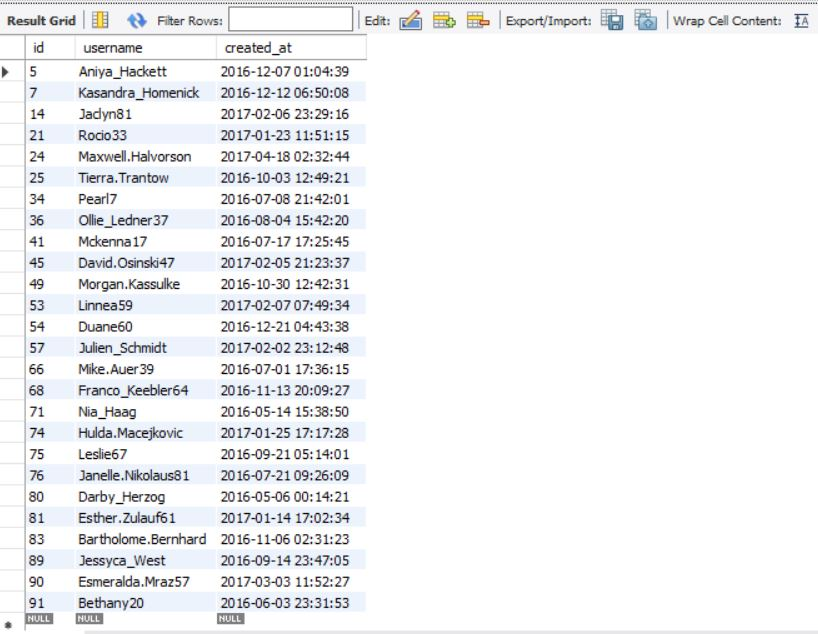 Result Grid Filter Rows: Edit: Export/Import: Wrap Cell Content: IA
id username created_at
5 Aniya_Hackett 2016-12-07 01:04:39
7 Kasandra_Homenick 2016-12-12 06:50:08
14 Jaclyn81 2017-02-06 23:29:16
21 Rocio33 2017-01-23 11:51:15
24 Maxwell.Halvorson 2017-04-18 02:32:44
25 Tierra.Trantow 2016-10-03 12:49:21
34 Pearl7 2016-07-08 21:42:01
36 Ollie_Ledner37 2016-08-04 15:42:20
41 Mckenna17 2016-07-17 17:25:45
45 David.Osinski47 2017-02-05 21:23:37
49 Morgan.Kassulke 2016-10-30 12:42:31
53 Linnea59 2017-02-07 07:49:34
54 Duane60 2016-12-21 04:43:38
57 Julien_Schmidt 2017-02-02 23:12:48
66 Mike.Auer39 2016-07-01 17:36:15
68 Franco_Keebler64 2016-11-13 20:09:27
71 Nia_Haag 2016-05-14 15:38:50
74 Hulda.Macejkovic 2017-01-25 17:17:28
75 Leslie67 2016-09-21 05:14:01
76 Janelle.Nikolaus81 2016-07-21 09:26:09
80 Darby_Herzog 2016-05-06 00:14:21
81 Esther.Zulauf61 2017-01-14 17:02:34
83 Bartholome.Bernhard 2016-11-06 02:31:23
89 Jessyca_West 2016-09-14 23:47:05
90 Esmeralda.Mraz57 2017-03-03 11:52:27
91 Bethany20 2016-06-03 23:31:53
NULL NULL NULL